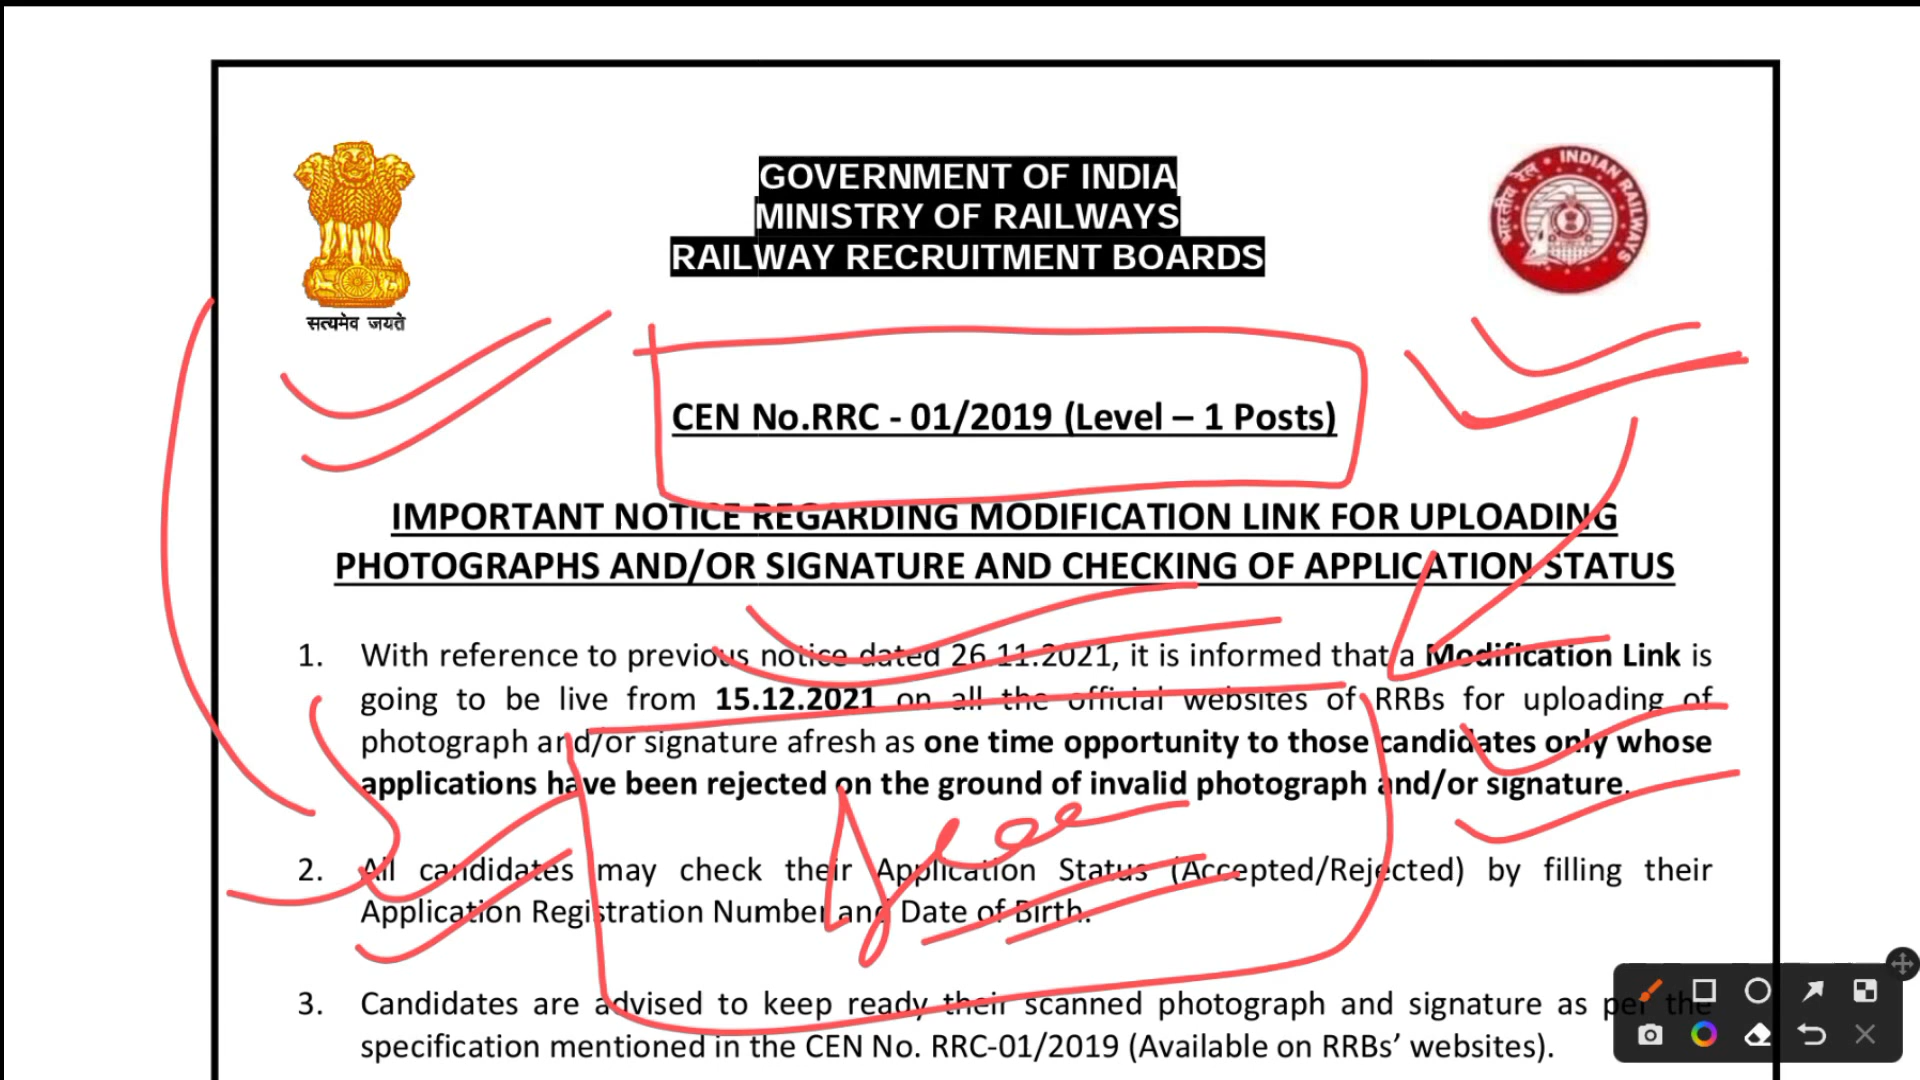 GOVERNMENT OF INDIA
MINISTRY OF RAILWAYS
RAILWAY RECRUITMENT BOARDS
सत्यमेव जयते
भारतीय रेल • INDIAN RAILWAYS
CEN No.RRC - 01/2019 (Level – 1 Posts)
IMPORTANT NOTICE REGARDING MODIFICATION LINK FOR UPLOADING
PHOTOGRAPHS AND/OR SIGNATURE AND CHECKING OF APPLICATION STATUS
1. With reference to previous notice dated 26.11.2021, it is informed that a Modification Link is
going to be live from 15.12.2021 on all the official websites of RRBs for uploading of
photograph and/or signature afresh as one time opportunity to those candidates only whose
applications have been rejected on the ground of invalid photograph and/or signature.
2. All candidates may check their Application Status (Accepted/Rejected) by filling their
Application Registration Number and Date of Birth.
3. Candidates are advised to keep ready their scanned photograph and signature as per the
specification mentioned in the CEN No. RRC-01/2019 (Available on RRBs’ websites).